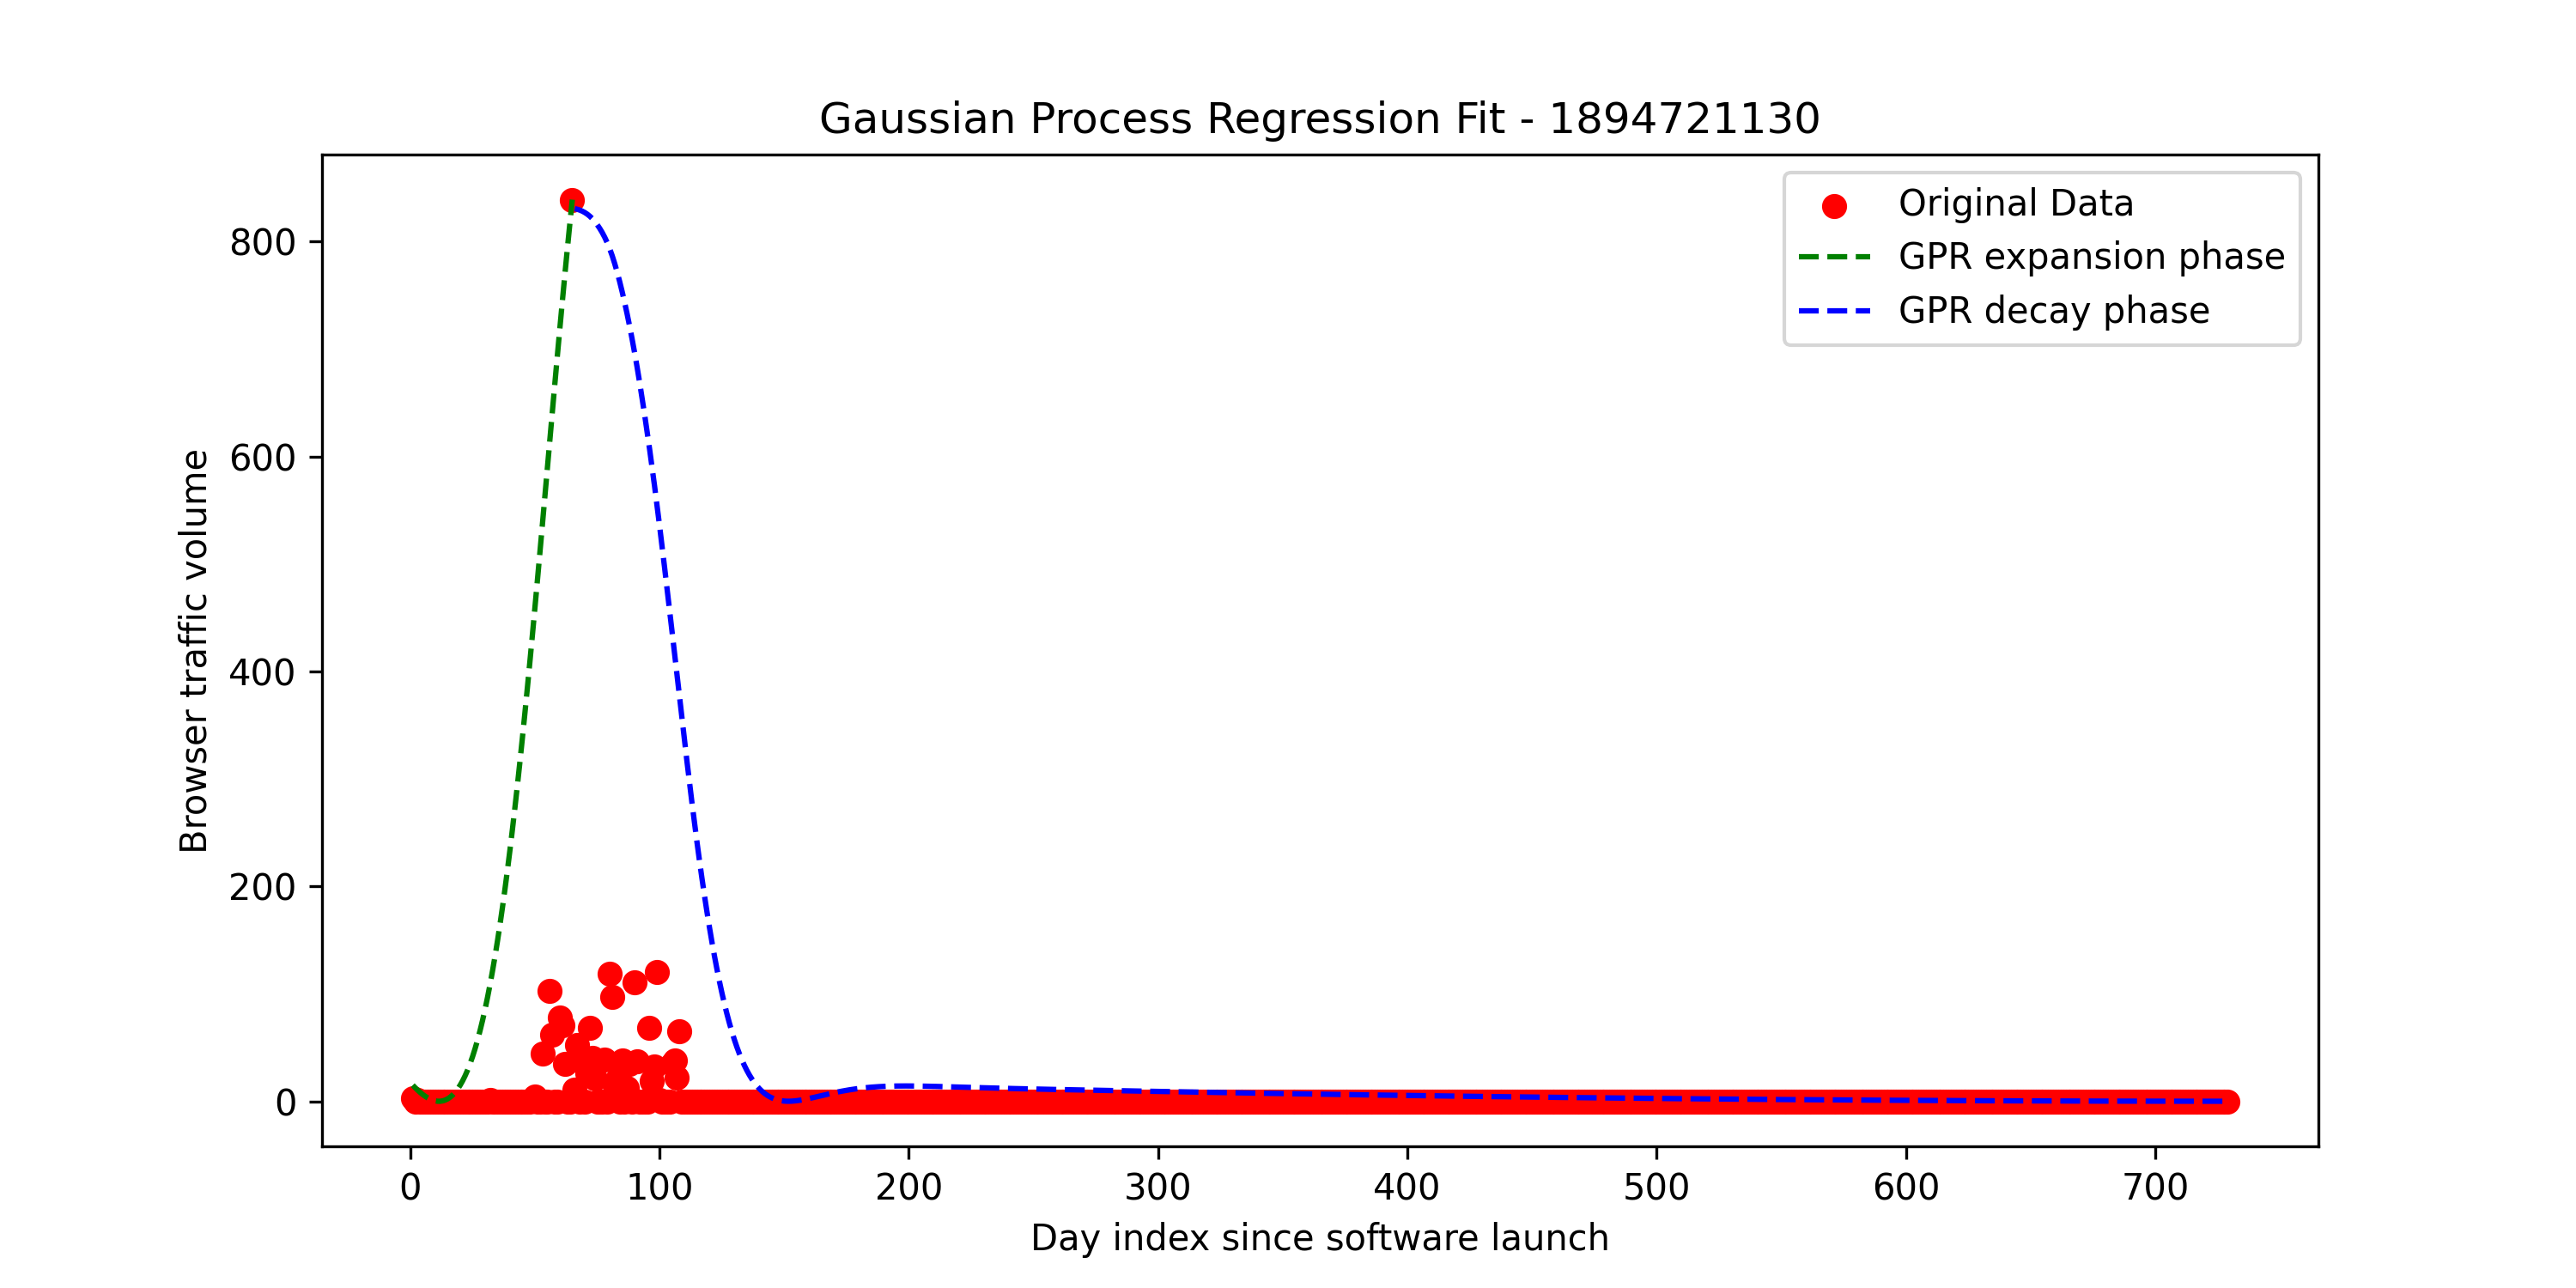 Gaussian Process Regression Fit - 1894721130
Original Data
GPR expansion phase
GPR decay phase
Browser traffic volume
800
600
400
200
0
0 100 200 300 400 500 600 700
Day index since software launch